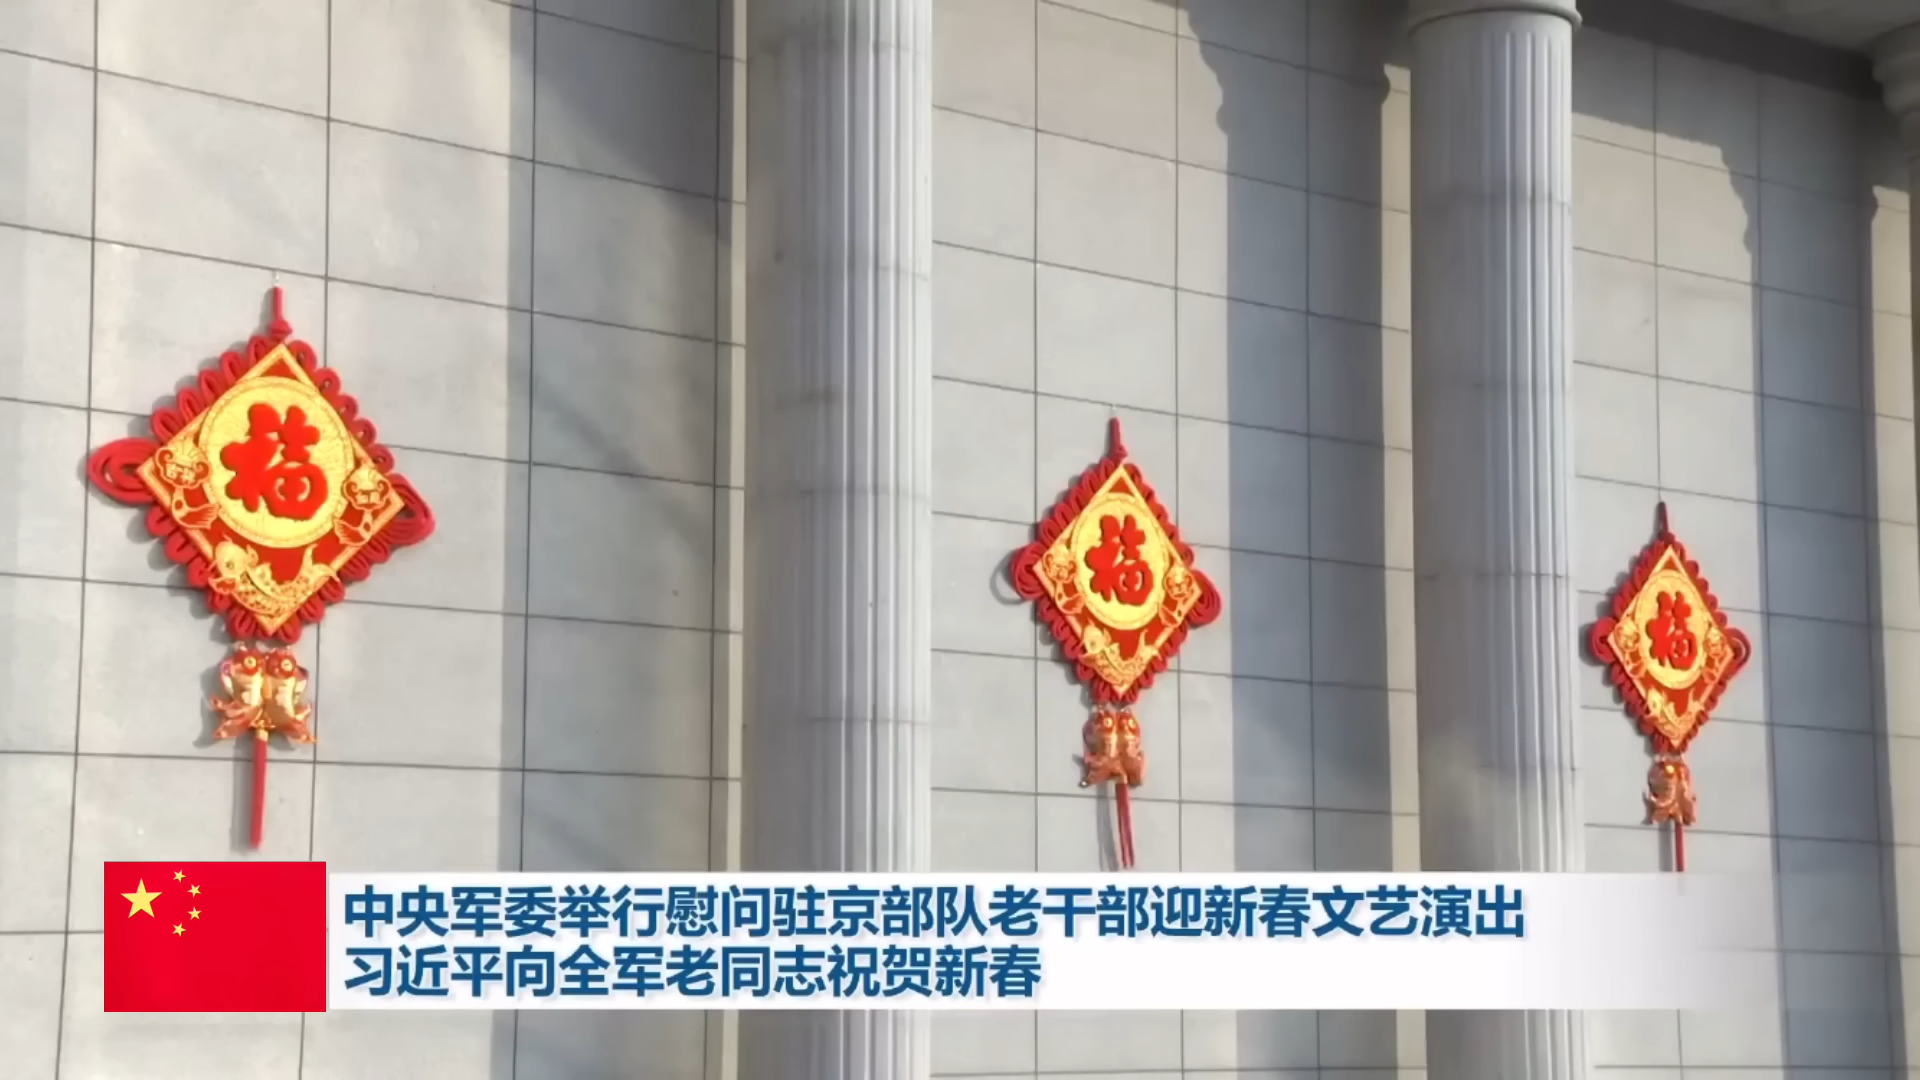 福
福
福
中央军委举行慰问驻京部队老干部迎新春文艺演出
习近平向全军老同志祝贺新春